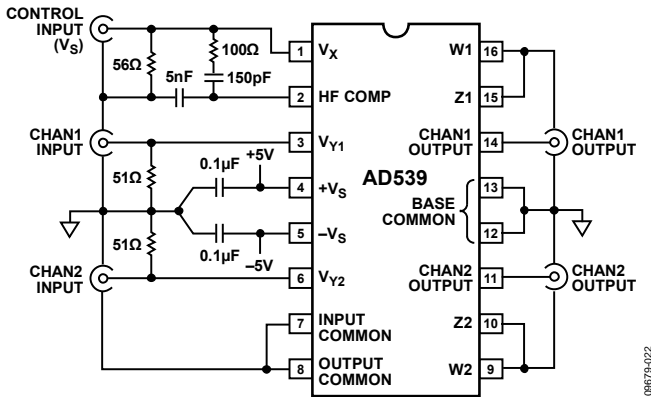 CONTROL
INPUT
(VS)
56Ω
100Ω
5nF
150pF
1
VX
2
HF COMP
CHAN1
INPUT
3
VY1
51Ω
0.1µF
+5V
4
+VS
AD539
5
–VS
51Ω
0.1µF
–5V
CHAN2
INPUT
6
VY2
7
INPUT
COMMON
8
OUTPUT
COMMON
W1
16
Z1
15
CHAN1
OUTPUT
14
CHAN1
OUTPUT
13
BASE
COMMON
12
CHAN2
OUTPUT
11
CHAN2
OUTPUT
Z2
10
W2
9
09679-022